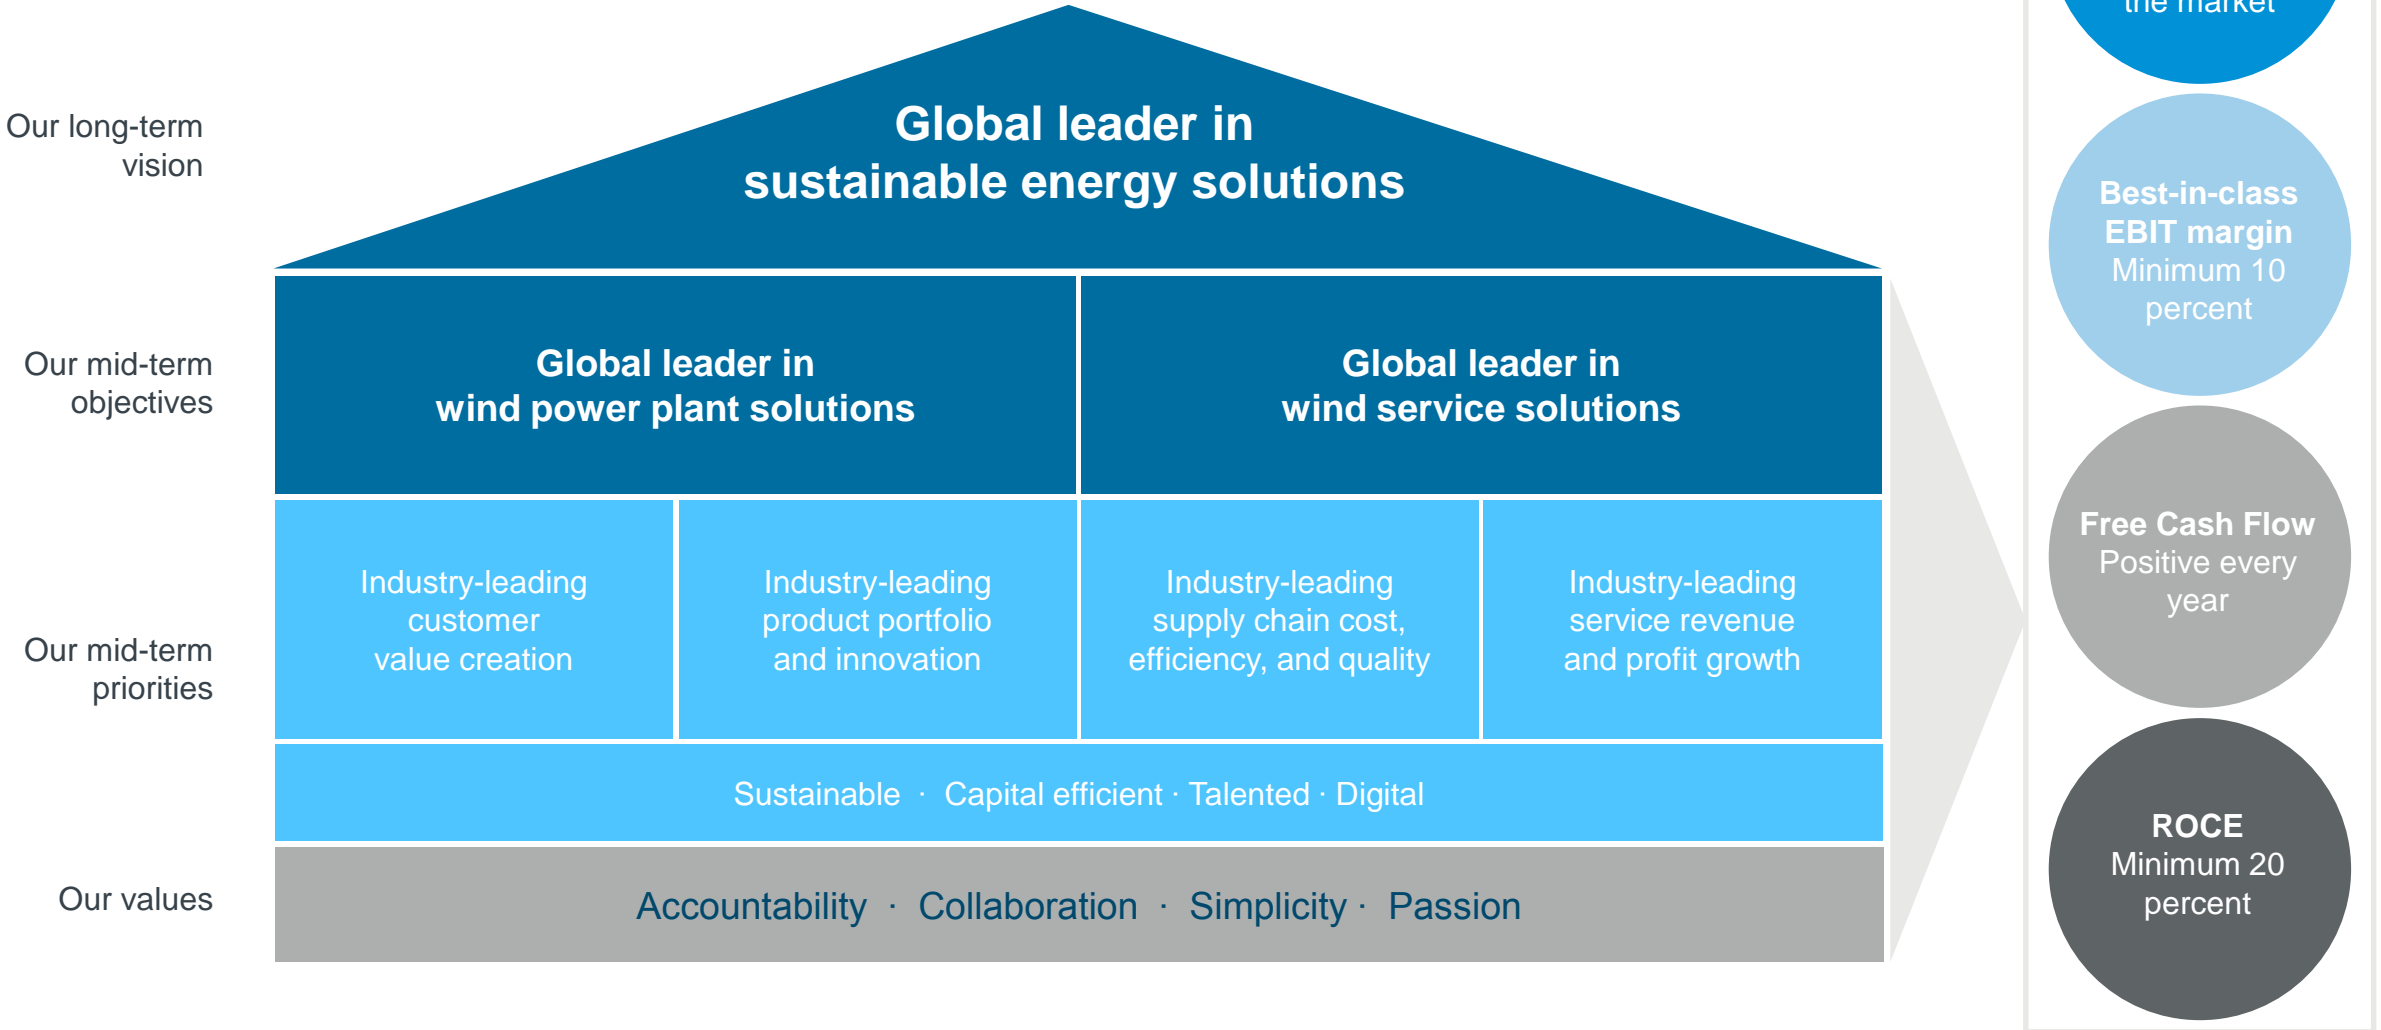 the market
Our long-term
vision
Global leader in
sustainable energy solutions
Our mid-term
objectives
Global leader in
wind power plant solutions
Global leader in
wind service solutions
Our mid-term
priorities
Industry-leading
customer
value creation
Industry-leading
product portfolio
and innovation
Industry-leading
supply chain cost,
efficiency, and quality
Industry-leading
service revenue
and profit growth
Sustainable · Capital efficient · Talented · Digital
Our values
Accountability · Collaboration · Simplicity · Passion
Best-in-class
EBIT margin
Minimum 10
percent
Free Cash Flow
Positive every
year
ROCE
Minimum 20
percent